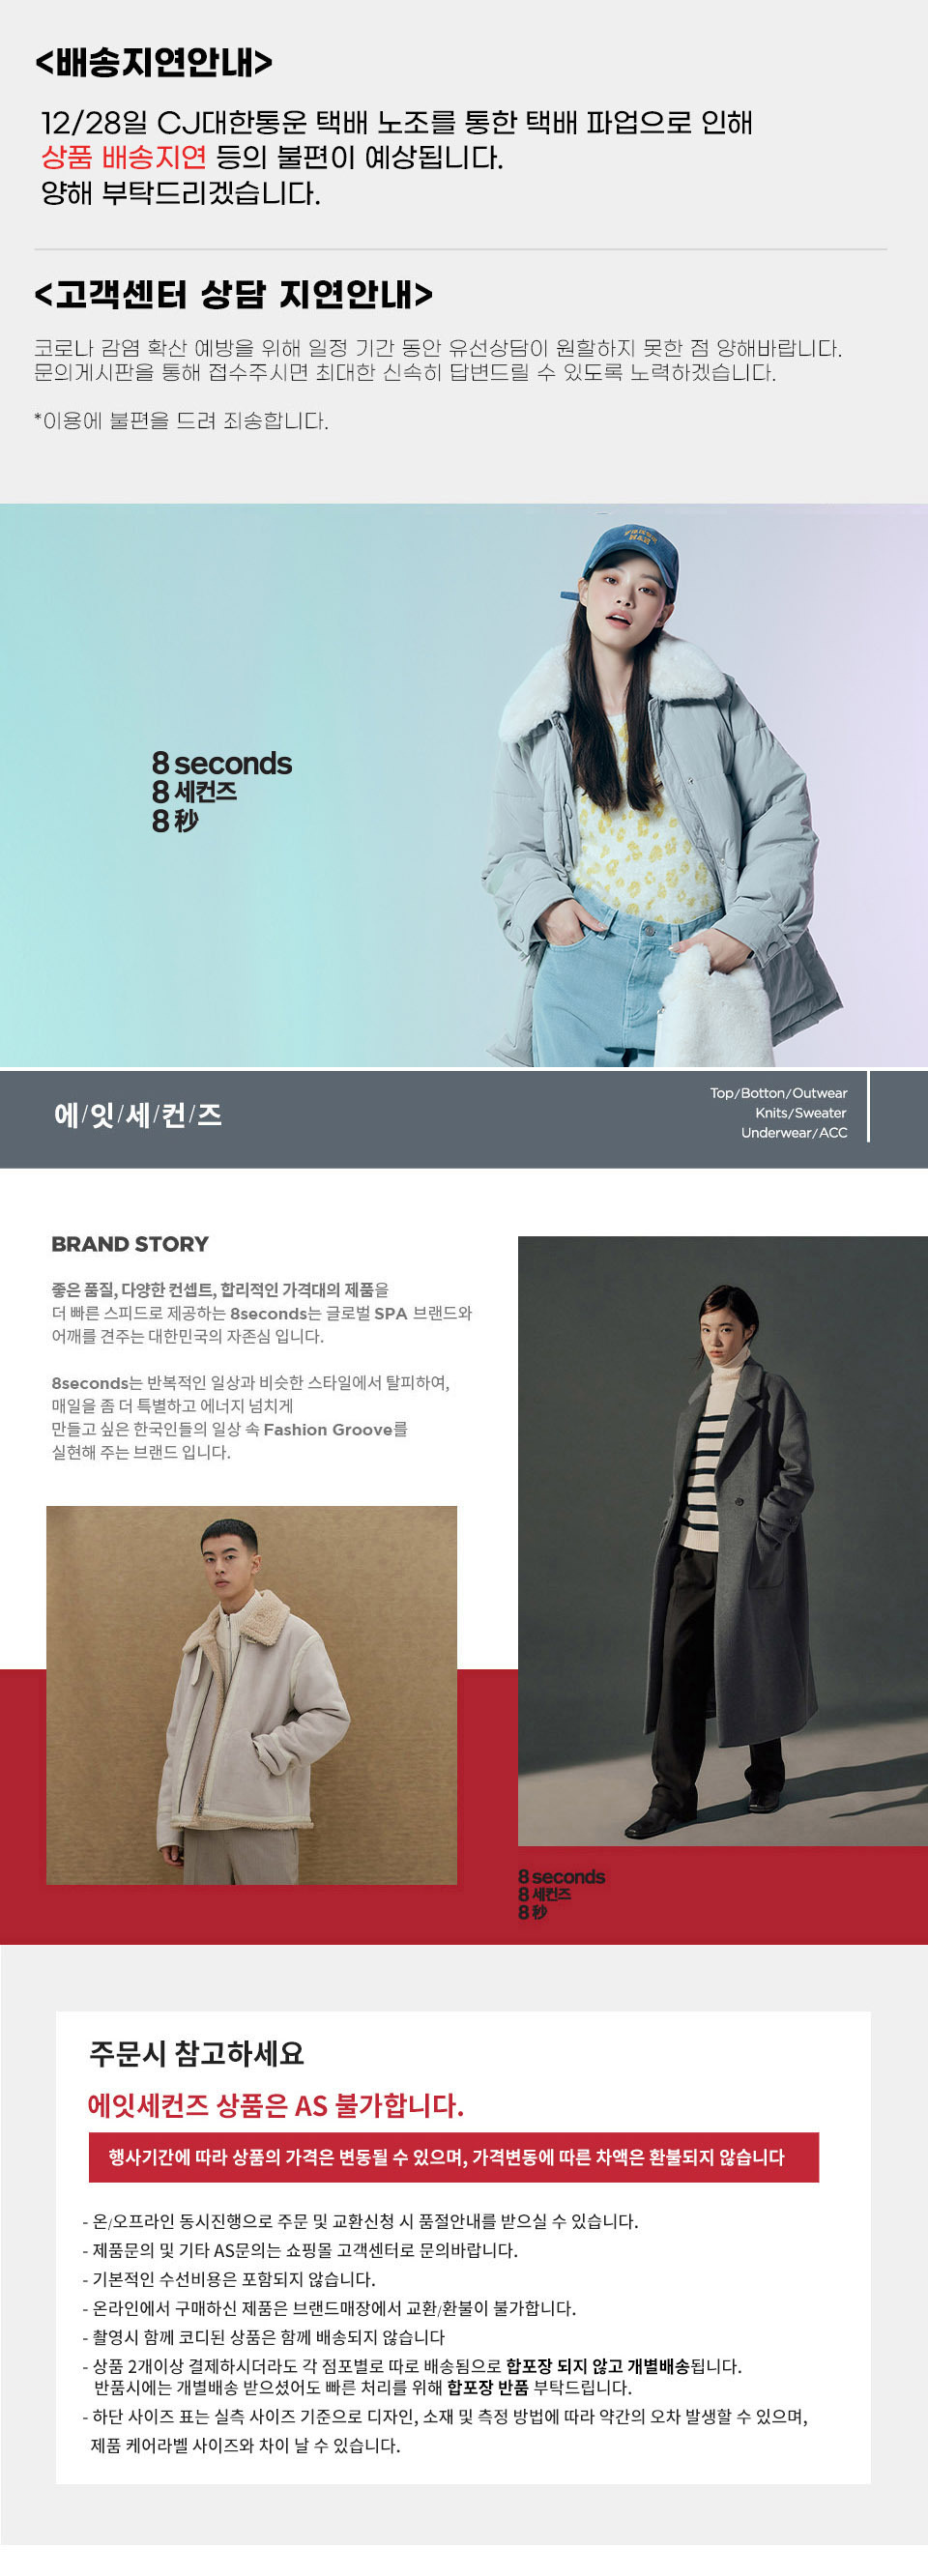 <배송지연안내>
12/28일 CJ대한통운 택배 노조를 통한 택배 파업으로 인해
상품 배송지연 등의 불편이 예상됩니다.
양해 부탁드리겠습니다.
<고객센터 상담 지연안내>
코로나 감염 확산 예방을 위해 일정 기간 동안 유선상담이 원할하지 못한 점 양해바랍니다.
문의게시판을 통해 접수주시면 최대한 신속히 답변드릴 수 있도록 노력하겠습니다.
*이용에 불편을 드려 죄송합니다.
8 seconds
8 세컨즈
8 秒
에/잇/세/컨/즈
Top/Botton/Outwear
Knits/Sweater
Underwear/ACC
BRAND STORY
좋은 품질, 다양한 컨셉트, 합리적인 가격대의 제품을
더 빠른 스피드로 제공하는 8seconds는 글로벌 SPA 브랜드와
어깨를 견주는 대한민국의 자존심 입니다.
8seconds는 반복적인 일상과 비슷한 스타일에서 탈피하여,
매일을 좀 더 특별하고 에너지 넘치게
만들고 싶은 한국인들의 일상 속 Fashion Groove를
실현해 주는 브랜드 입니다.
8 seconds
8 세컨즈
8 秒
주문시 참고하세요
에잇세컨즈 상품은 AS 불가합니다.
행사기간에 따라 상품의 가격은 변동될 수 있으며, 가격변동에 따른 차액은 환불되지 않습니다
- 온/오프라인 동시진행으로 주문 및 교환신청 시 품절안내를 받으실 수 있습니다.
- 제품문의 및 기타 AS문의는 쇼핑몰 고객센터로 문의바랍니다.
- 기본적인 수선비용은 포함되지 않습니다.
- 온라인에서 구매하신 제품은 브랜드매장에서 교환/환불이 불가합니다.
- 촬영시 함께 코디된 상품은 함께 배송되지 않습니다
- 상품 2개이상 결제하시더라도 각 점포별로 따로 배송됨으로 합포장 되지 않고 개별배송됩니다.
반품시에는 개별배송 받으셨어도 빠른 처리를 위해 합포장 반품 부탁드립니다.
- 하단 사이즈 표는 실측 사이즈 기준으로 디자인, 소재 및 측정 방법에 따라 약간의 오차 발생할 수 있으며,
제품 케어라벨 사이즈와 차이 날 수 있습니다.